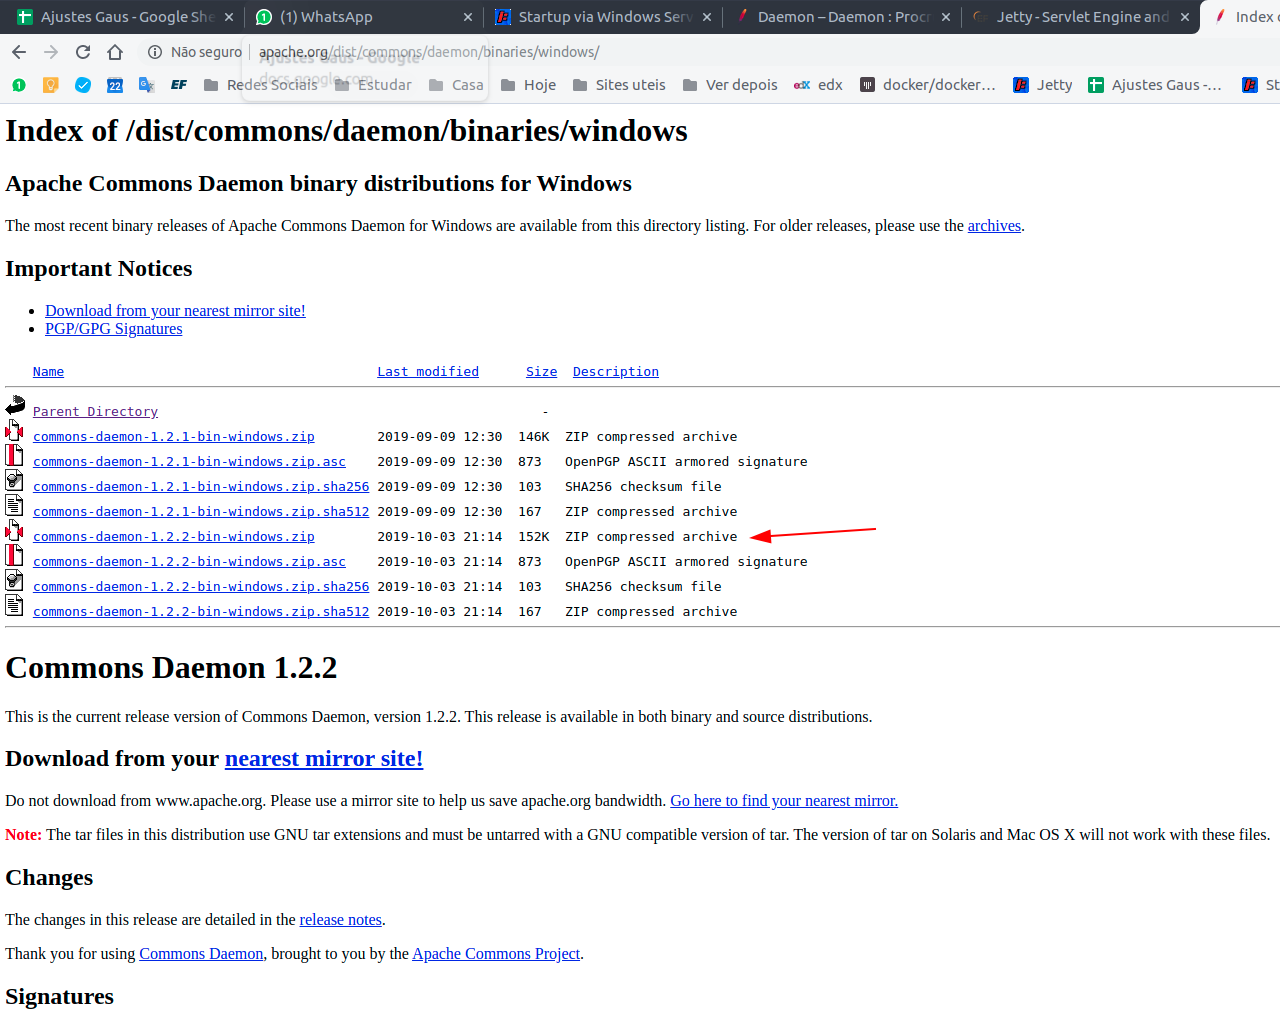 Ajustes Gaus - Google She
(1) WhatsApp
Startup via Windows Serv
Daemon – Daemon : Procr
Jetty - Servlet Engine and
Index
Não seguro | apache.org/dist/commons/daemon/binaries/windows/
Ajustes Gaus - Google
docs.google.com
Redes Sociais
Estudar
Casa
Hoje
Sites uteis
Ver depois
edx
docker/docker...
Jetty
Ajustes Gaus -...
St
Index of /dist/commons/daemon/binaries/windows
Apache Commons Daemon binary distributions for Windows
The most recent binary releases of Apache Commons Daemon for Windows are available from this directory listing. For older releases, please use the archives.
Important Notices
Download from your nearest mirror site!
PGP/GPG Signatures
Name Last modified Size Description
Parent Directory -
commons-daemon-1.2.1-bin-windows.zip 2019-09-09 12:30 146K ZIP compressed archive
commons-daemon-1.2.1-bin-windows.zip.asc 2019-09-09 12:30 873 OpenPGP ASCII armored signature
commons-daemon-1.2.1-bin-windows.zip.sha256 2019-09-09 12:30 103 SHA256 checksum file
commons-daemon-1.2.1-bin-windows.zip.sha512 2019-09-09 12:30 167 ZIP compressed archive
commons-daemon-1.2.2-bin-windows.zip 2019-10-03 21:14 152K ZIP compressed archive
commons-daemon-1.2.2-bin-windows.zip.asc 2019-10-03 21:14 873 OpenPGP ASCII armored signature
commons-daemon-1.2.2-bin-windows.zip.sha256 2019-10-03 21:14 103 SHA256 checksum file
commons-daemon-1.2.2-bin-windows.zip.sha512 2019-10-03 21:14 167 ZIP compressed archive
Commons Daemon 1.2.2
This is the current release version of Commons Daemon, version 1.2.2. This release is available in both binary and source distributions.
Download from your nearest mirror site!
Do not download from www.apache.org. Please use a mirror site to help us save apache.org bandwidth. Go here to find your nearest mirror.
Note: The tar files in this distribution use GNU tar extensions and must be untarred with a GNU compatible version of tar. The version of tar on Solaris and Mac OS X will not work with these files.
Changes
The changes in this release are detailed in the release notes.
Thank you for using Commons Daemon, brought to you by the Apache Commons Project.
Signatures